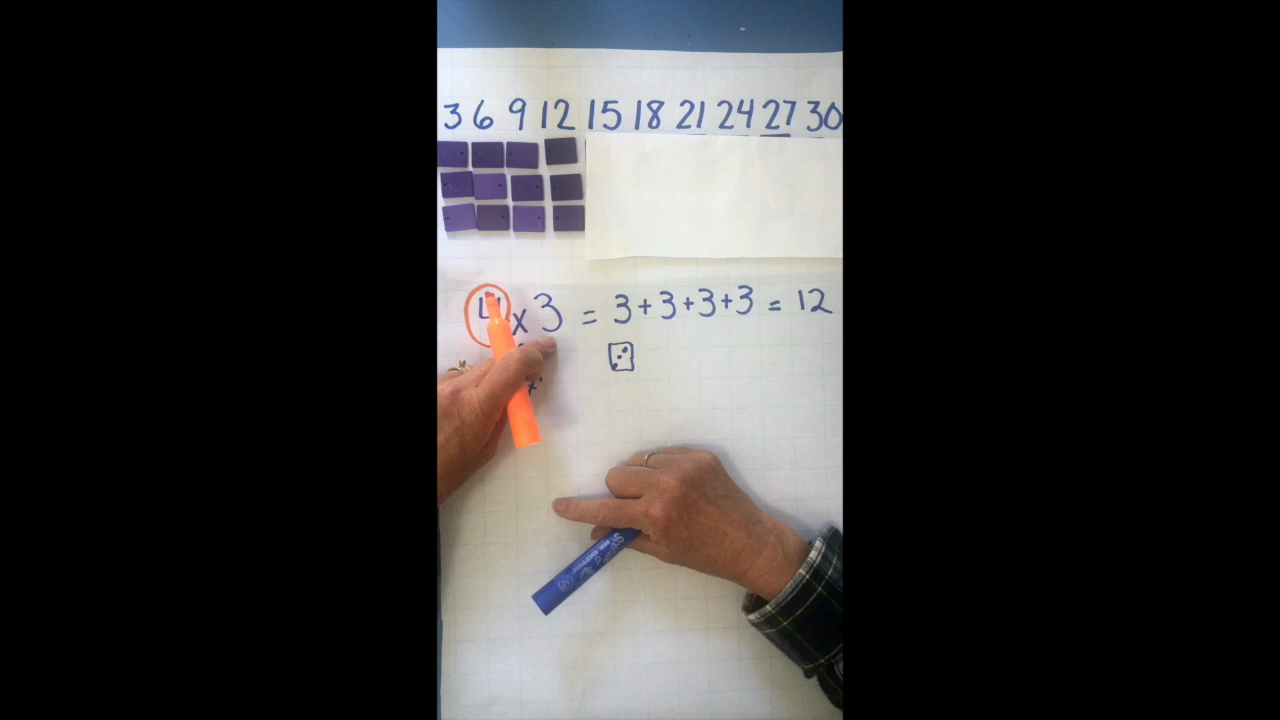 3 6 9 12 15 18 21 24 27 30
4 x 3 = 3+3+3+3 = 12